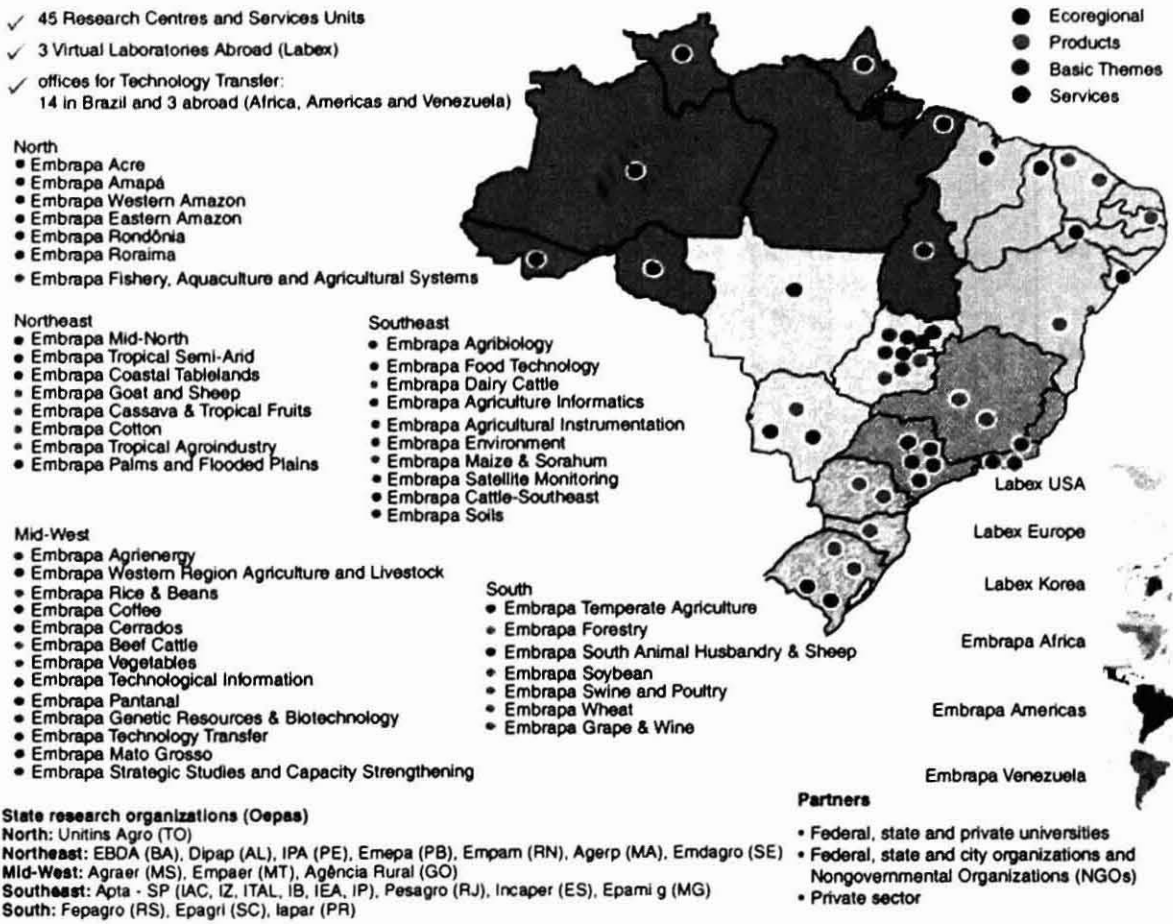 ✓ 45 Research Centres and Services Units
✓ 3 Virtual Laboratories Abroad (Labex)
✓ offices for Technology Transfer:
14 in Brazil and 3 abroad (Africa, Americas and Venezuela)
● Ecoregional
● Products
● Basic Themes
● Services
North
● Embrapa Acre
● Embrapa Amapá
● Embrapa Western Amazon
● Embrapa Eastern Amazon
● Embrapa Rondônia
● Embrapa Roraima
● Embrapa Fishery, Aquaculture and Agricultural Systems
Northeast
● Embrapa Mid-North
● Embrapa Tropical Semi-Arid
● Embrapa Coastal Tablelands
● Embrapa Goat and Sheep
● Embrapa Cassava & Tropical Fruits
● Embrapa Cotton
● Embrapa Tropical Agroindustry
● Embrapa Palms and Flooded Plains
Southeast
● Embrapa Agribiology
● Embrapa Food Technology
● Embrapa Dairy Cattle
● Embrapa Agriculture Informatics
● Embrapa Agricultural Instrumentation
● Embrapa Environment
● Embrapa Maize & Sorahum
● Embrapa Satellite Monitoring
● Embrapa Cattle-Southeast
● Embrapa Soils
Mid-West
● Embrapa Agrienergy
● Embrapa Western Region Agriculture and Livestock
● Embrapa Rice & Beans
● Embrapa Coffee
● Embrapa Cerrados
● Embrapa Beef Cattle
● Embrapa Vegetables
● Embrapa Technological Information
● Embrapa Pantanal
● Embrapa Genetic Resources & Biotechnology
● Embrapa Technology Transfer
● Embrapa Mato Grosso
● Embrapa Strategic Studies and Capacity Strengthening
South
● Embrapa Temperate Agriculture
● Embrapa Forestry
● Embrapa South Animal Husbandry & Sheep
● Embrapa Soybean
● Embrapa Swine and Poultry
● Embrapa Wheat
● Embrapa Grape & Wine
Labex USA
Labex Europe
Labex Korea
Embrapa Africa
Embrapa Americas
Embrapa Venezuela
State research organizations (Oepas)
North: Unitins Agro (TO)
Northeast: EBDA (BA), Dipap (AL), IPA (PE), Emepa (PB), Empam (RN), Agerp (MA), Emdagro (SE)
Mid-West: Agraer (MS), Empaer (MT), Agência Rural (GO)
Southeast: Apta - SP (IAC, IZ, ITAL, IB, IEA, IP), Pesagro (RJ), Incaper (ES), Epami g (MG)
South: Fepagro (RS), Epagri (SC), Iapar (PR)
Partners
• Federal, state and private universities
• Federal, state and city organizations and
Nongovernmental Organizations (NGOs)
• Private sector